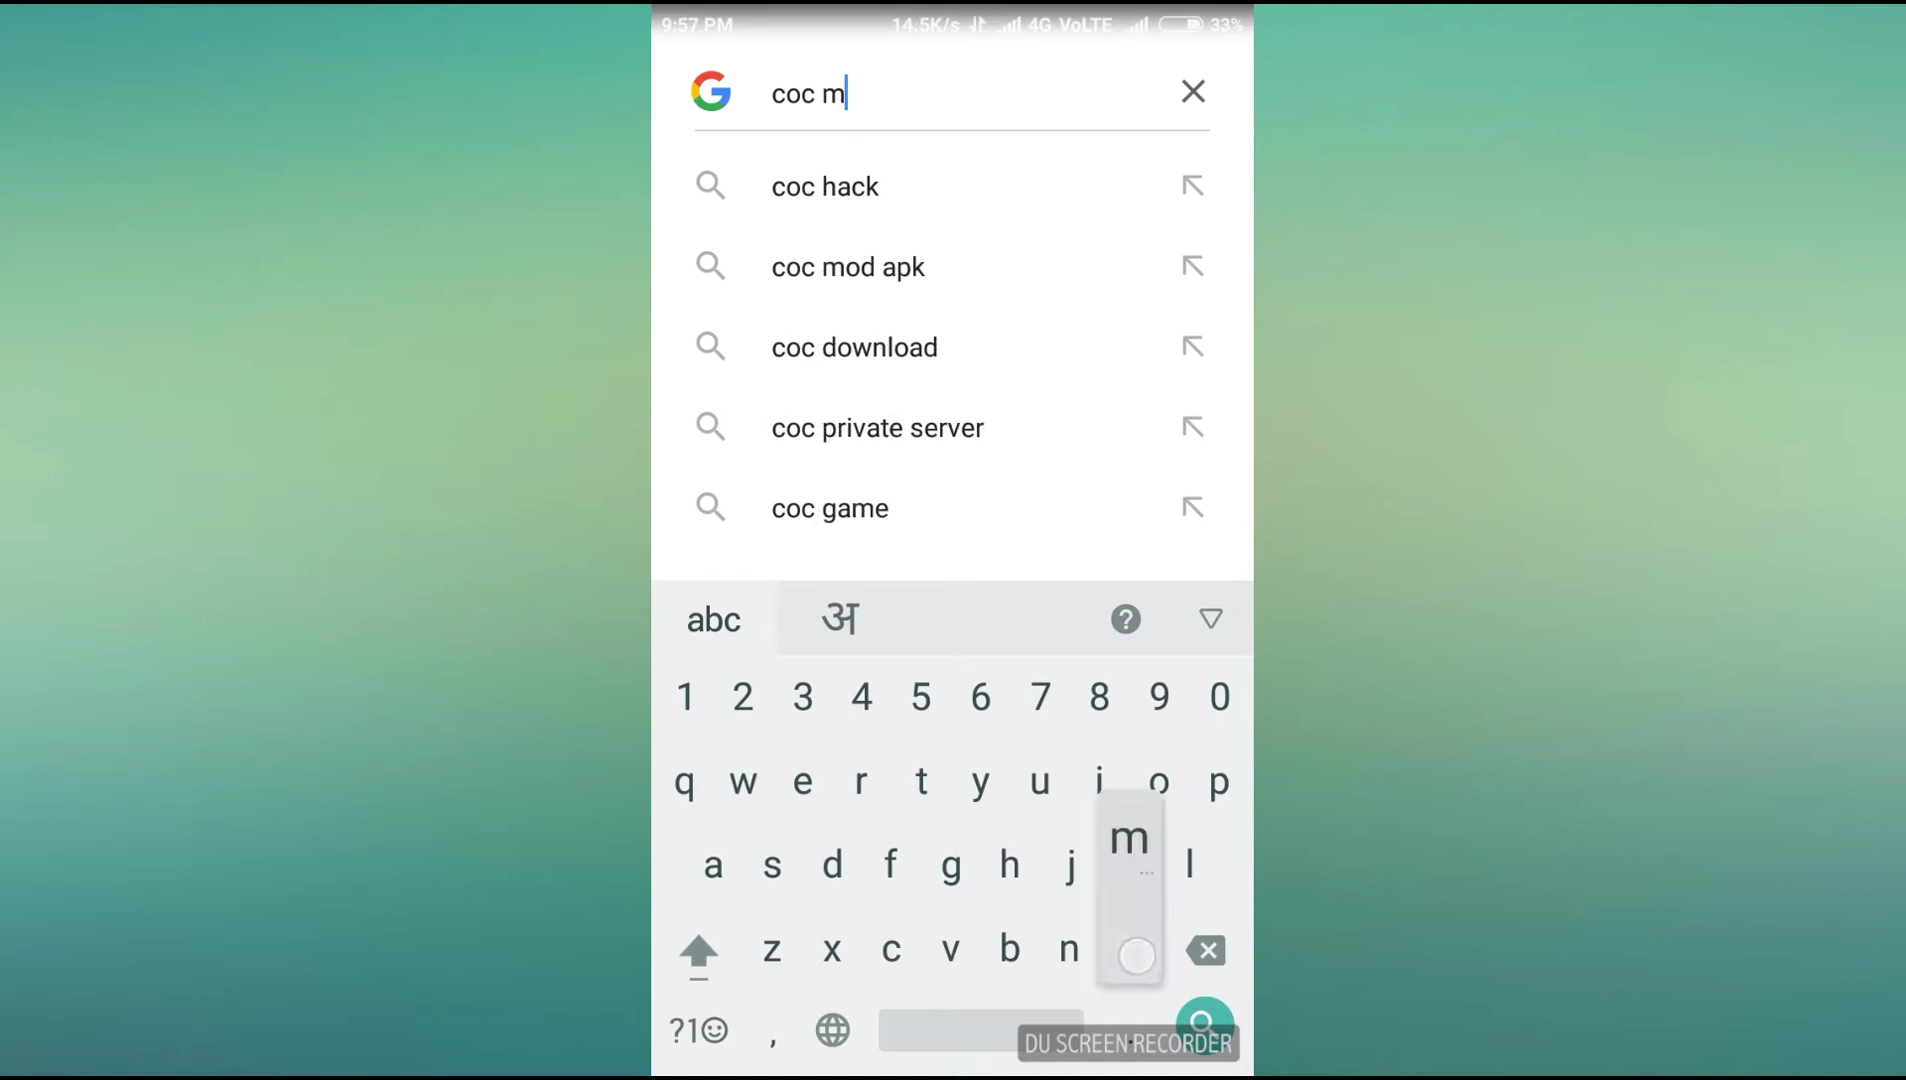 9:57 PM 14.5K/s 4G VoLTE 33%
coc m
coc hack
coc mod apk
coc download
coc private server
coc game
abc अ ?
1 2 3 4 5 6 7 8 9 0
q w e r t y u i o p
m
a s d f g h j l
z x c v b n
?1☺ ,
DU SCREEN RECORDER